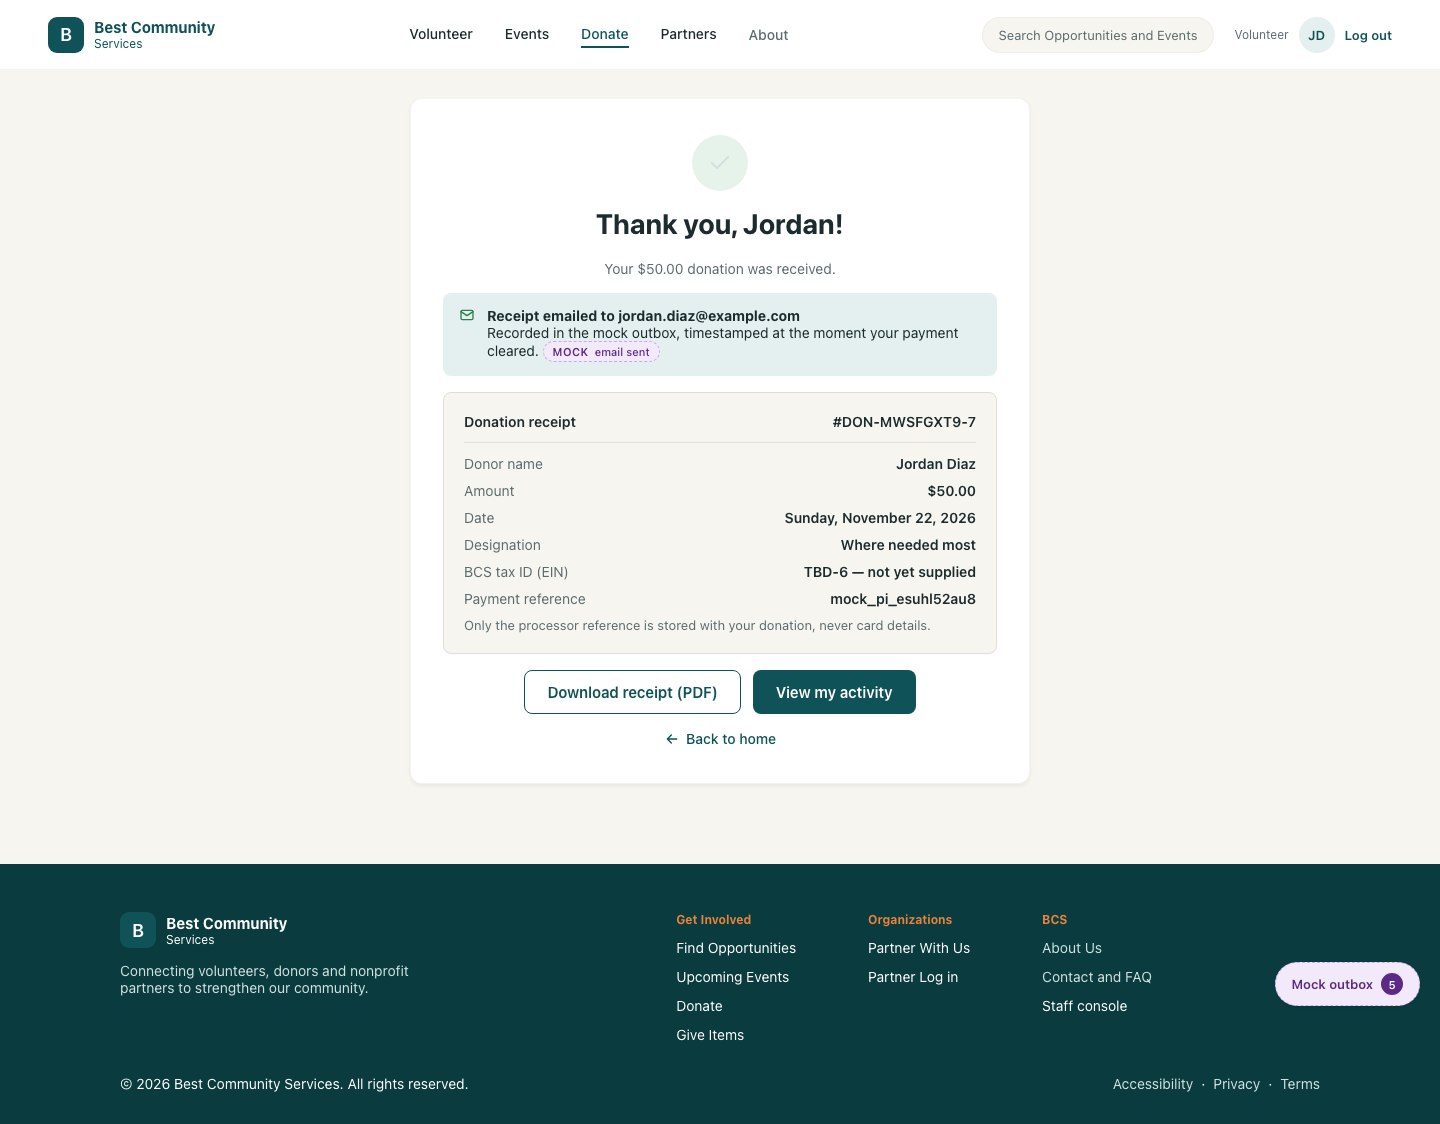 B
Best Community
Services
Volunteer
Events
Donate
Partners
About
Search Opportunities and Events
Volunteer
JD
Log out
Thank you, Jordan!
Your $50.00 donation was received.
Receipt emailed to jordan.diaz@example.com
Recorded in the mock outbox, timestamped at the moment your payment
cleared. MOCK email sent
Donation receipt #DON-MWSFGXT9-7
Donor name Jordan Diaz
Amount $50.00
Date Sunday, November 22, 2026
Designation Where needed most
BCS tax ID (EIN) TBD-6 — not yet supplied
Payment reference mock_pi_esuhl52au8
Only the processor reference is stored with your donation, never card details.
Download receipt (PDF)
View my activity
← Back to home
B
Best Community
Services
Connecting volunteers, donors and nonprofit
partners to strengthen our community.
Get Involved
Find Opportunities
Upcoming Events
Donate
Give Items
Organizations
Partner With Us
Partner Log in
BCS
About Us
Contact and FAQ
Staff console
Mock outbox 5
© 2026 Best Community Services. All rights reserved.
Accessibility · Privacy · Terms